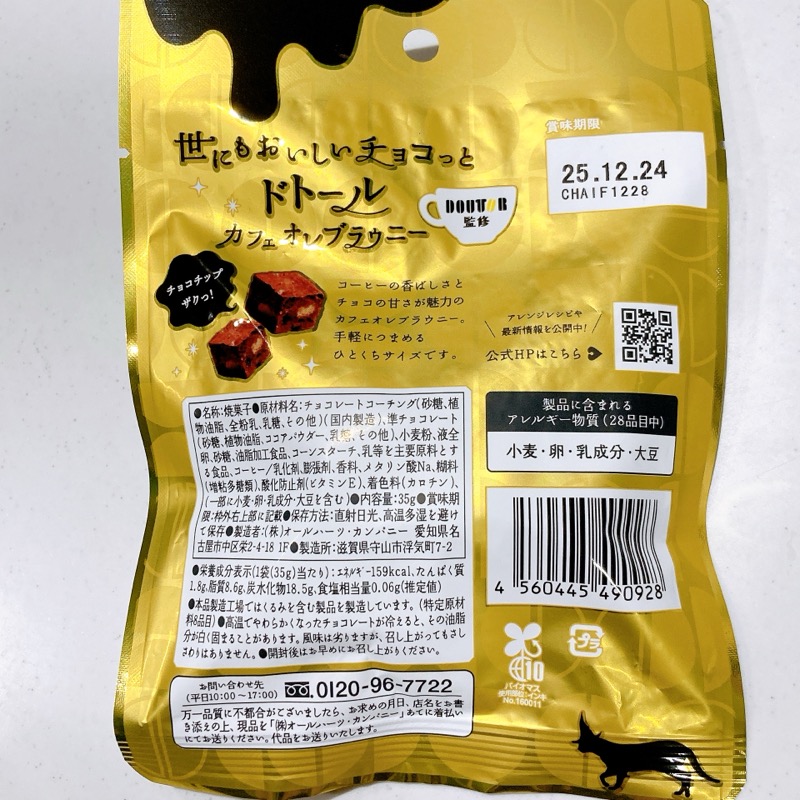 世にもおいしいチョコっと
ドトール
カフェオレブラウニー
DOUTOR
監修
賞味期限
25.12.24
CHAIF1228
チョコチップ
ザクっ!
コーヒーの香ばしさと
チョコの甘さが魅力の
カフェオレブラウニー。
手軽につまめる
ひとくちサイズです。
アレンジレシピや
最新情報を公開中!
公式HPはこちら
●名称:焼菓子●原材料名:チョコレートコーチング(砂糖、植
物油脂、全粉乳、乳糖、その他)(国内製造)、準チョコレート
(砂糖、植物油脂、ココアパウダー、乳糖、その他)、小麦粉、液全
卵、砂糖、油脂加工食品、コーンスターチ、乳等を主要原料とす
る食品、コーヒー/乳化剤、膨張剤、香料、メタリン酸Na、糊料
(増粘多糖類)、酸化防止剤(ビタミンE)、着色料(カロチン)、
(一部に小麦・卵・乳成分・大豆を含む)●内容量:35g●賞味期
限:枠外右上部に記載●保存方法:直射日光、高温多湿を避け
て保存●製造者:(株)オールハーツ・カンパニー 愛知県名
古屋市中区栄2-4-18 1F●製造所:滋賀県守山市浮気町7-2
●栄養成分表示(1袋(35g)当たり):エネルギー159kcal、たんぱく質
1.8g、脂質8.6g、炭水化物18.5g、食塩相当量0.06g(推定値)
●本品製造工場ではくるみを含む製品を製造しています。(特定原材
料8品目)●高温でやわらかくなったチョコレートが冷えると、その油脂
分が白く固まることがあります。風味は劣りますが、召し上がってもさし
さわりはありません。●開封後はお早めにお召し上がりください。
製品に含まれる
アレルギー物質(28品目中)
小麦・卵・乳成分・大豆
4 560445 490928
10
バイオマス
使用部位:インキ
No.160011
プラ
お問い合わせ先
(平日10:00〜17:00)
0120-96-7722
万一品質に不都合がございましたら、お求めの月日、店名をお書
き添えの上、現品を「(株)オールハーツ・カンパニー」あてに着払い
にてお送りください。代品をお送りいたします。